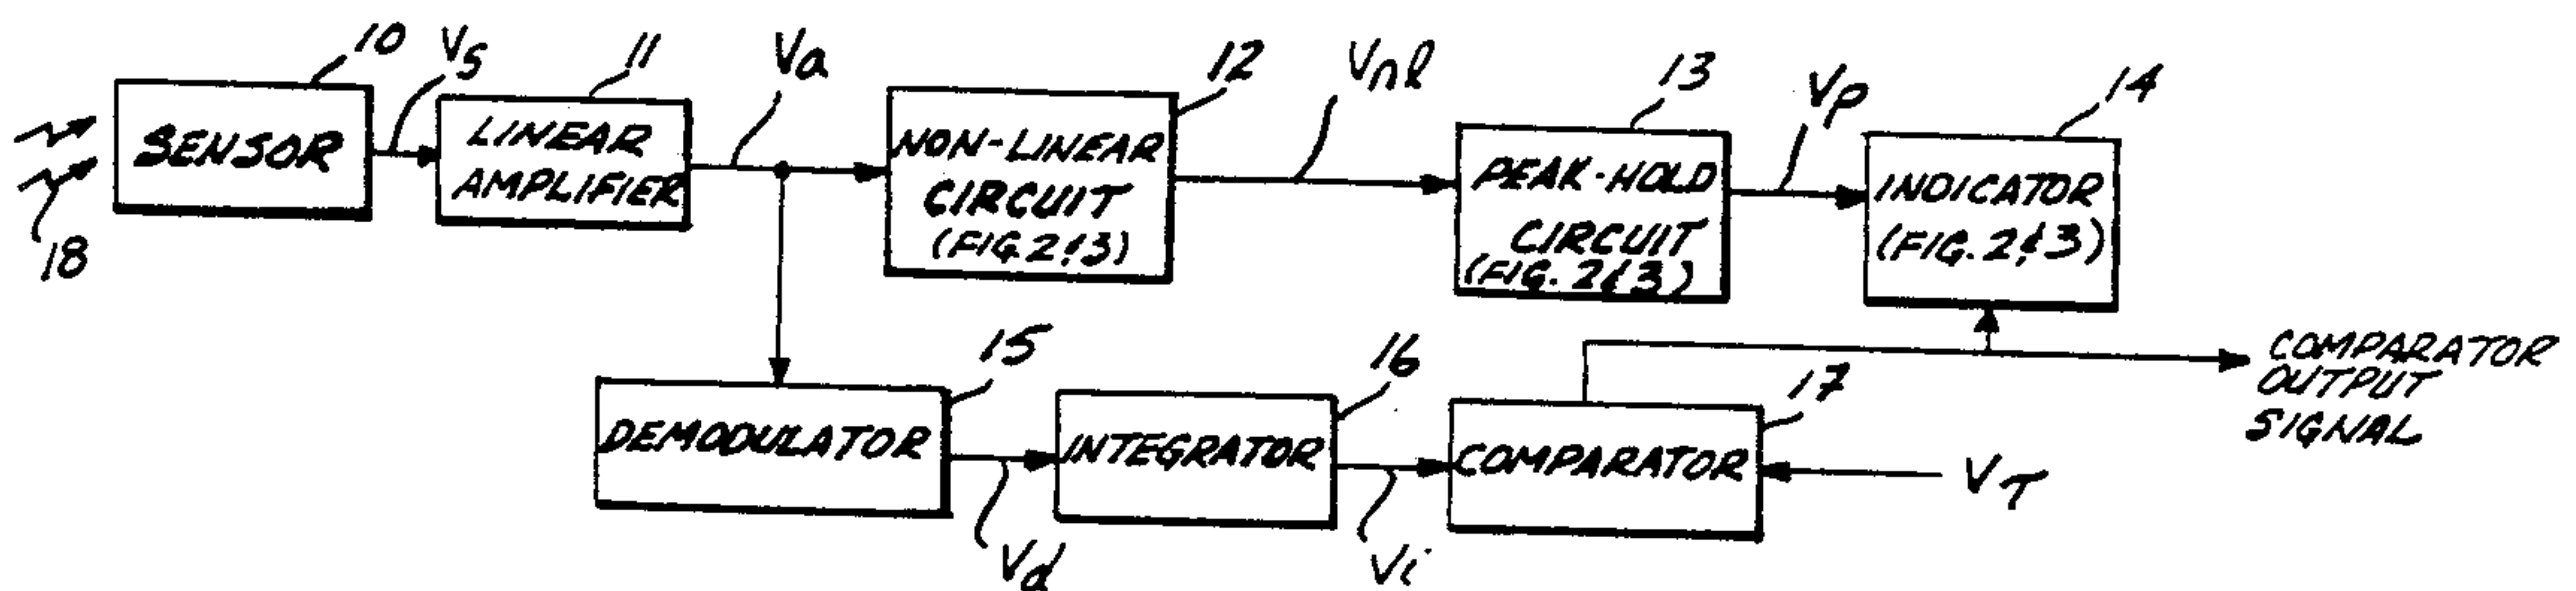 10
Vs
11
Va
12
Vnl
13
Vp
14
SENSOR
LINEAR
AMPLIFIER
NON-LINEAR
CIRCUIT
(FIG. 2 & 3)
PEAK-HOLD
CIRCUIT
(FIG. 2 & 3)
INDICATOR
(FIG. 2 & 3)
18
15
16
17
COMPARATOR
OUTPUT
SIGNAL
DEMODULATOR
INTEGRATOR
COMPARATOR
VT
Vd
Vi